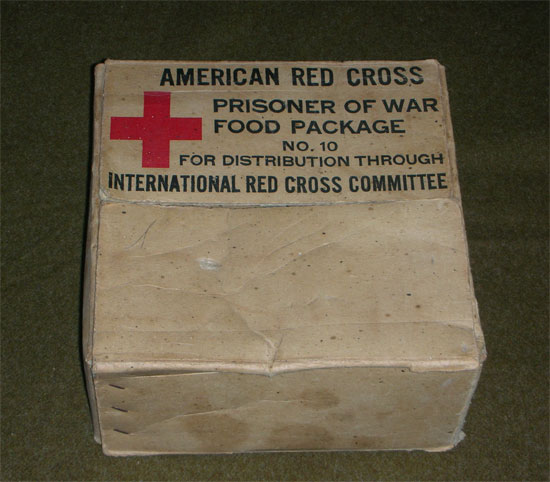 AMERICAN RED CROSS
PRISONER OF WAR
FOOD PACKAGE
NO. 10
FOR DISTRIBUTION THROUGH
INTERNATIONAL RED CROSS COMMITTEE